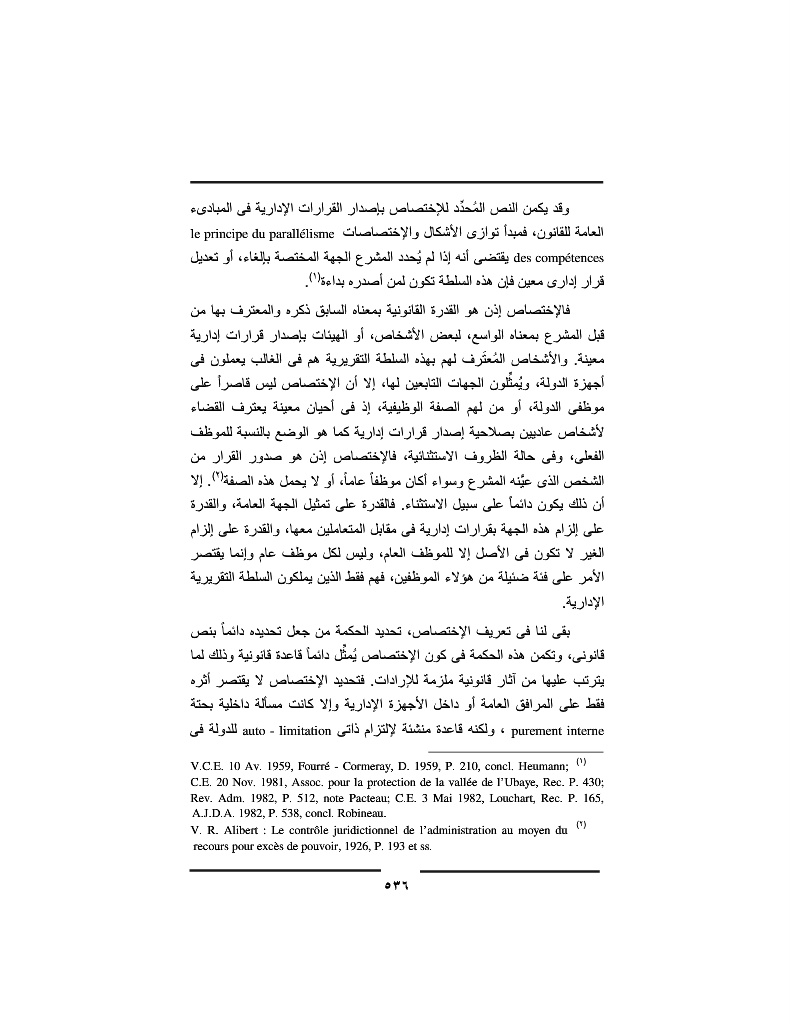 وقد يكمن النص المُحدِّد للإختصاص بإصدار القرارات الإدارية فى المبادىء
العامة للقانون، فمبدأ توازى الأشكال والإختصاصات le principe du parallélisme
des compétences يقتضى أنه إذا لم يُحدد المشرع الجهة المختصة بإلغاء، أو تعديل
قرار إدارى معين فإن هذه السلطة تكون لمن أصدره بداءة(١).
فالإختصاص إذن هو القدرة القانونية بمعناه السابق ذكره والمعترف بها من
قبل المشرع بمعناه الواسع، لبعض الأشخاص، أو الهيئات بإصدار قرارات إدارية
معينة. والأشخاص المُعترَف لهم بهذه السلطة التقريرية هم فى الغالب يعملون فى
أجهزة الدولة، ويُمثِّلون الجهات التابعين لها، إلا أن الإختصاص ليس قاصراً على
موظفى الدولة، أو من لهم الصفة الوظيفية، إذ فى أحيان معينة يعترف القضاء
لأشخاص عاديين بصلاحية إصدار قرارات إدارية كما هو الوضع بالنسبة للموظف
الفعلى، وفى حالة الظروف الاستثنائية، فالإختصاص إذن هو صدور القرار من
الشخص الذى عيَّنه المشرع وسواء أكان موظفاً عاماً، أو لا يحمل هذه الصفة(٢). إلا
أن ذلك يكون دائماً على سبيل الاستثناء. فالقدرة على تمثيل الجهة العامة، والقدرة
على إلزام هذه الجهة بقرارات إدارية فى مقابل المتعاملين معها، والقدرة على إلزام
الغير لا تكون فى الأصل إلا للموظف العام، وليس لكل موظف عام وإنما يقتصر
الأمر على فئة ضئيلة من هؤلاء الموظفين، فهم فقط الذين يملكون السلطة التقريرية
الإدارية.
بقى لنا فى تعريف الإختصاص، تحديد الحكمة من جعل تحديده دائماً بنص
قانونى، وتكمن هذه الحكمة فى كون الإختصاص يُمثِّل دائماً قاعدة قانونية وذلك لما
يترتب عليها من آثار قانونية ملزمة للإرادات. فتحديد الإختصاص لا يقتصر أثره
فقط على المرافق العامة أو داخل الأجهزة الإدارية وإلا كانت مسألة داخلية بحتة
purement interne ، ولكنه قاعدة منشئة لإلتزام ذاتى auto - limitation للدولة فى
(١) V.C.E. 10 Av. 1959, Fourré - Cormeray, D. 1959, P. 210, concl. Heumann;
C.E. 20 Nov. 1981, Assoc. pour la protection de la vallée de l’Ubaye, Rec. P. 430;
Rev. Adm. 1982, P. 512, note Pacteau; C.E. 3 Mai 1982, Louchart, Rec. P. 165,
A.J.D.A. 1982, P. 538, concl. Robineau.
(٢) V. R. Alibert : Le contrôle juridictionnel de l’administration au moyen du
recours pour excès de pouvoir, 1926, P. 193 et ss.
٥٣٦